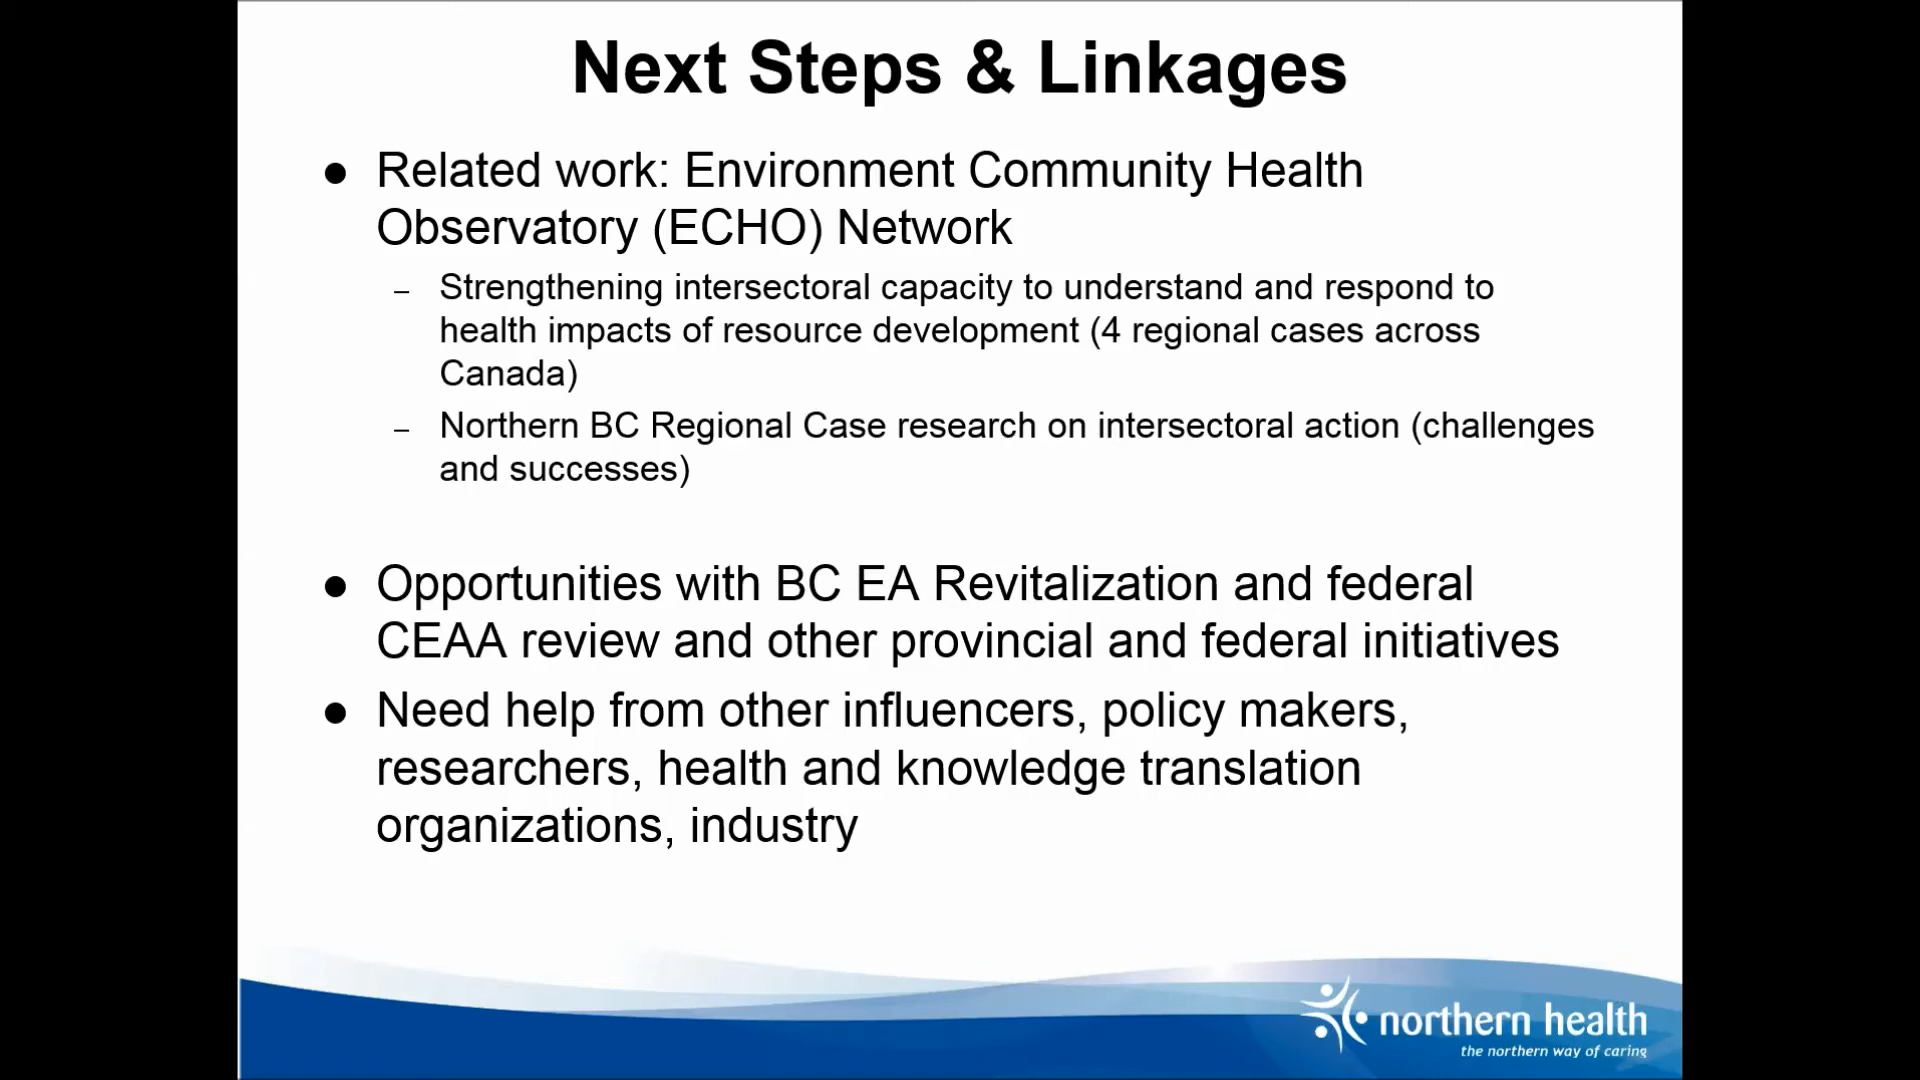 Next Steps & Linkages
● Related work: Environment Community Health
Observatory (ECHO) Network
– Strengthening intersectoral capacity to understand and respond to
health impacts of resource development (4 regional cases across
Canada)
– Northern BC Regional Case research on intersectoral action (challenges
and successes)
● Opportunities with BC EA Revitalization and federal
CEAA review and other provincial and federal initiatives
● Need help from other influencers, policy makers,
researchers, health and knowledge translation
organizations, industry
northern health
the northern way of caring